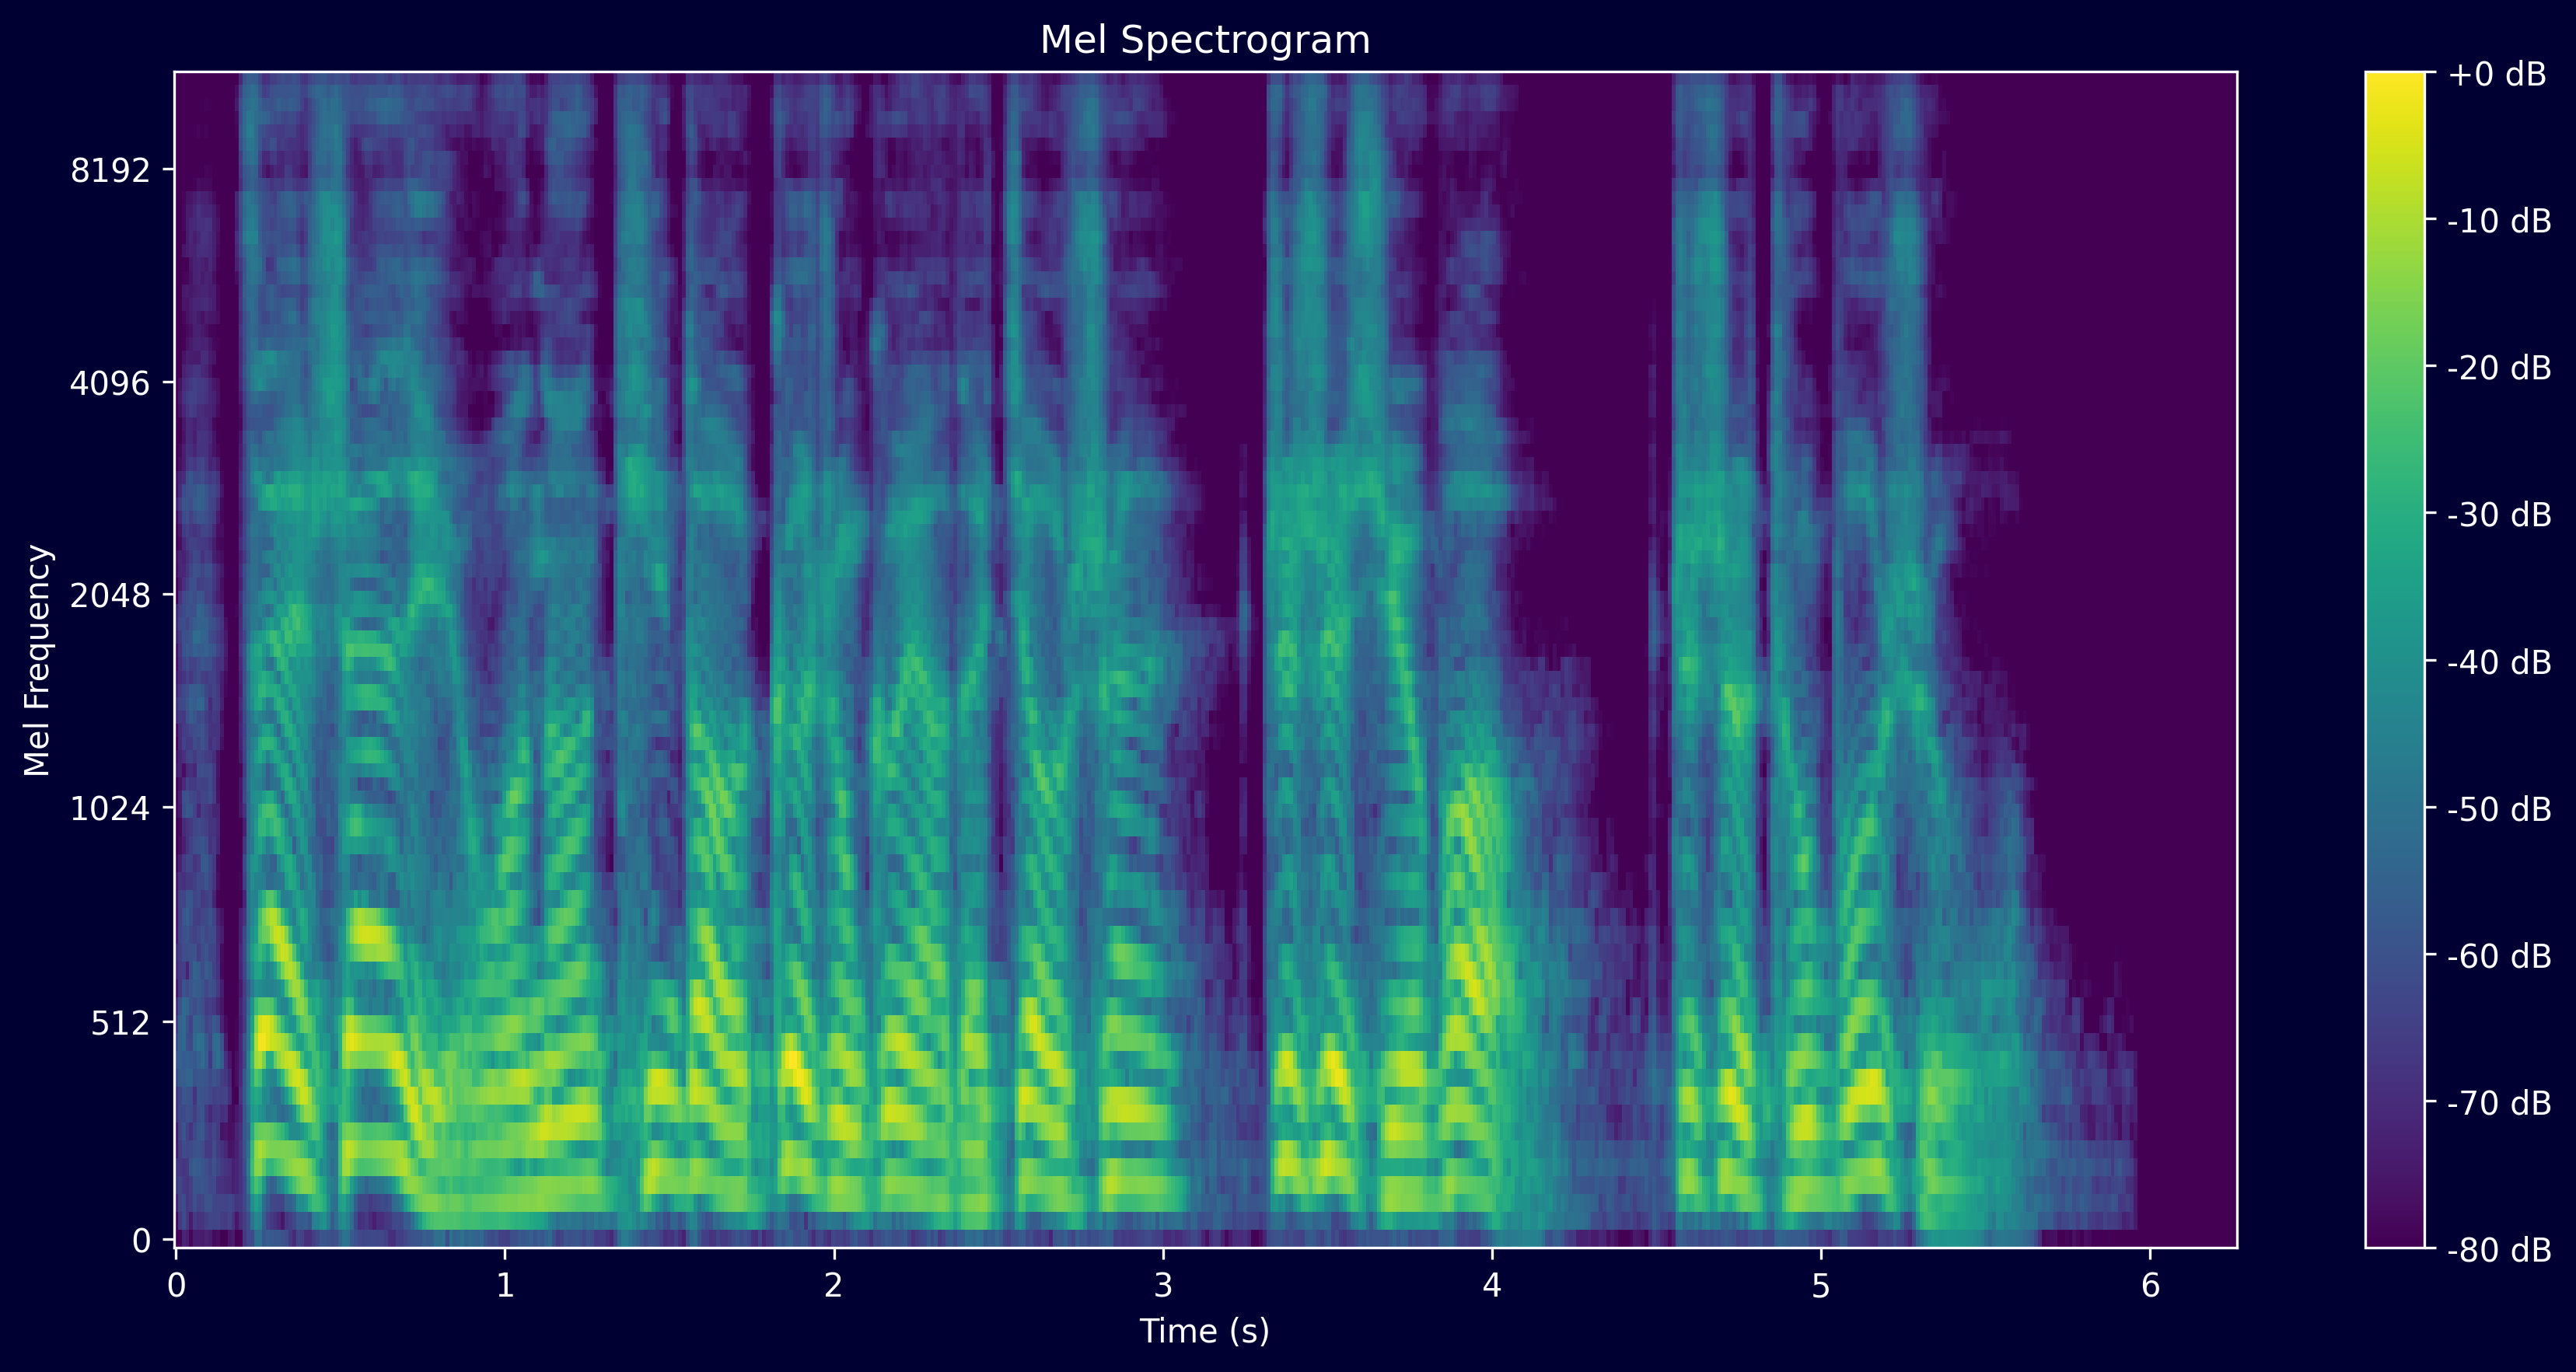 Mel Spectrogram
Mel Frequency
8192
4096
2048
1024
512
0
0 1 2 3 4 5 6
Time (s)
+0 dB
-10 dB
-20 dB
-30 dB
-40 dB
-50 dB
-60 dB
-70 dB
-80 dB